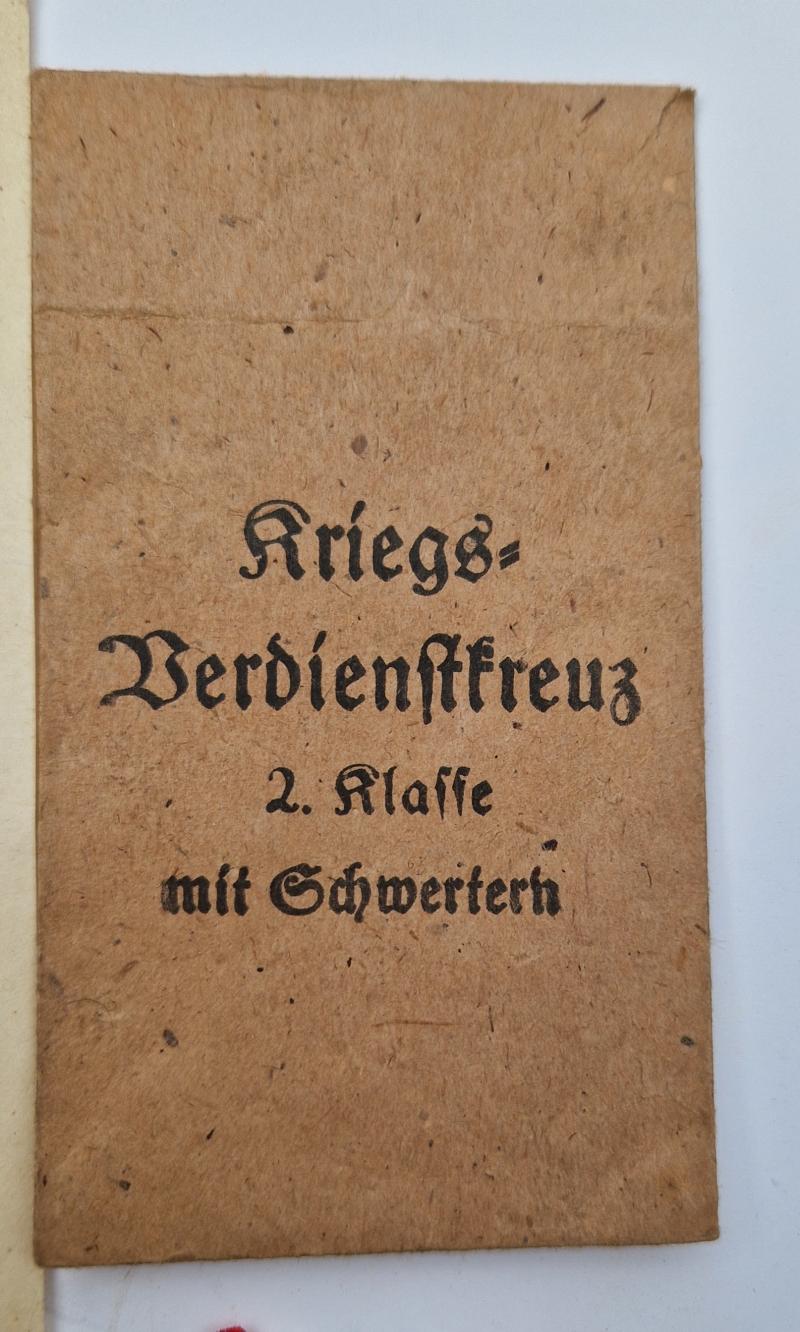 Kriegs-
Verdienstkreuz
2. Klasse
mit Schwertern